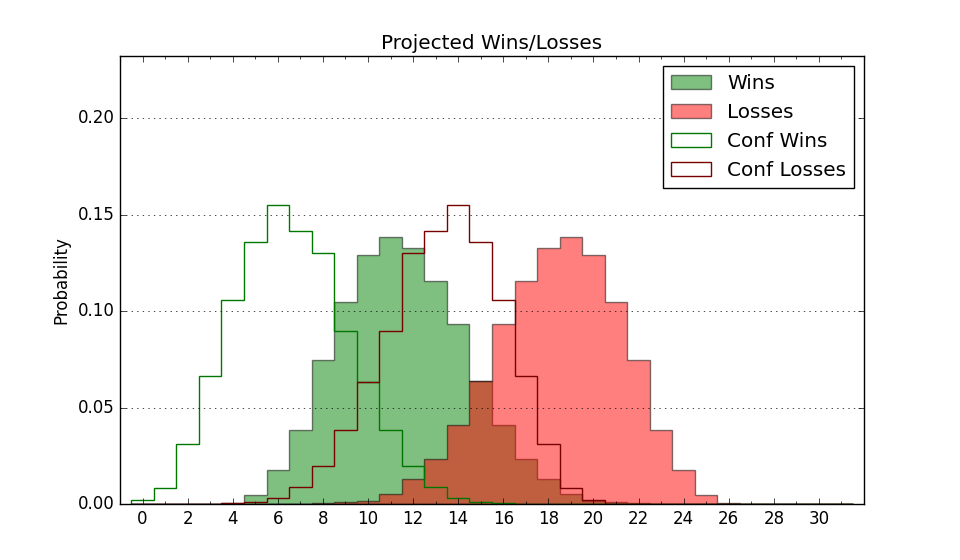 Projected Wins/Losses
Wins
Losses
Conf Wins
Conf Losses
Probability
0.20
0.15
0.10
0.05
0.00
0 2 4 6 8 10 12 14 16 18 20 22 24 26 28 30